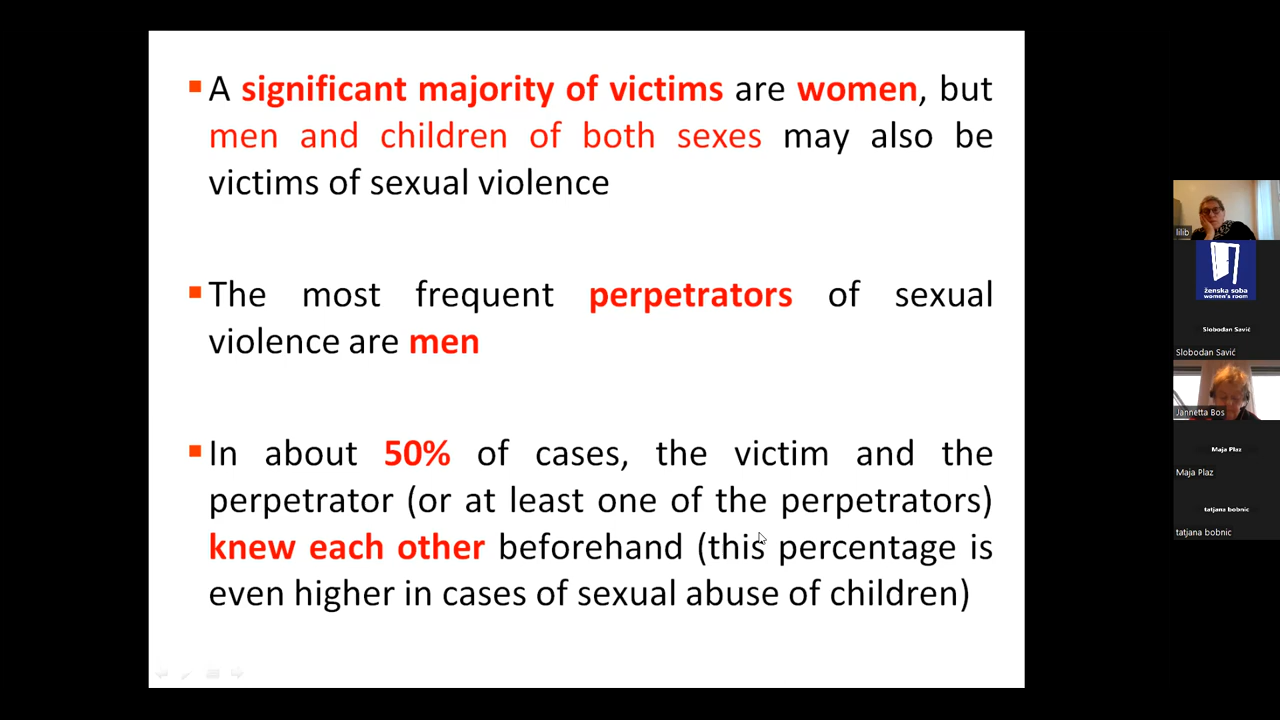 A significant majority of victims are women, but
men and children of both sexes may also be
victims of sexual violence
The most frequent perpetrators of sexual
violence are men
In about 50% of cases, the victim and the
perpetrator (or at least one of the perpetrators)
knew each other beforehand (this percentage is
even higher in cases of sexual abuse of children)
lilib
ženska soba
women's room
Slobodan Savić
Slobodan Savić
Jannetta Bos
Maja Plaz
Maja Plaz
tatjana bobnic
tatjana bobnic